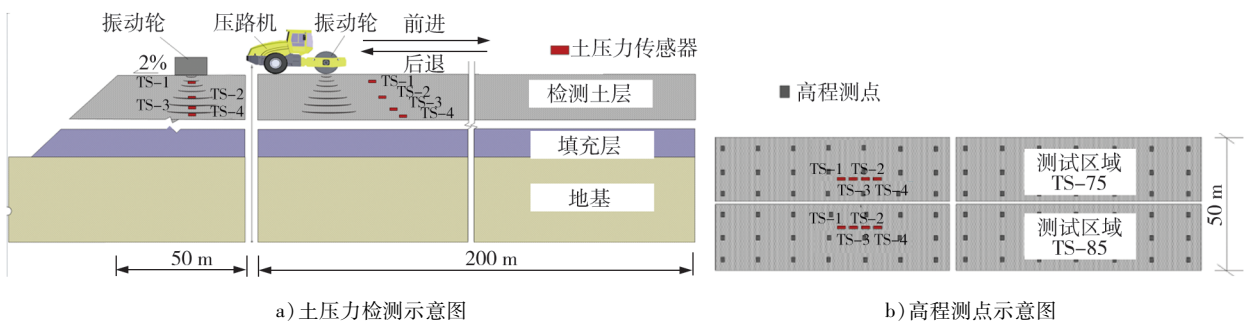 振动轮
压路机
振动轮
前进
后退
土压力传感器
2%
TS-1
TS-2
TS-3
TS-4
TS-1
TS-2
TS-3
TS-4
检测土层
填充层
地基
50 m
200 m
a)土压力检测示意图
高程测点
TS-1 TS-2
TS-3 TS-4
测试区域
TS-75
TS-1 TS-2
TS-3 TS-4
测试区域
TS-85
50 m
b)高程测点示意图